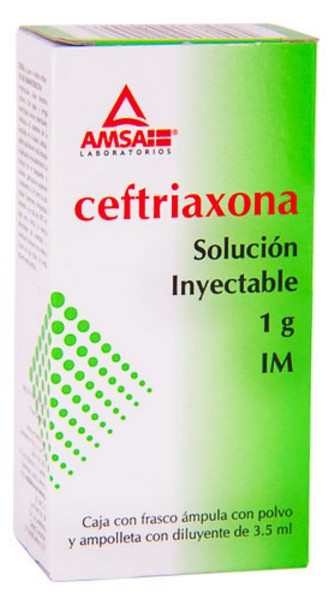 AMSA®
LABORATORIOS
ceftriaxona
Solución
Inyectable
1 g
IM
Caja con frasco ámpula con polvo
y ampolleta con diluyente de 3.5 ml